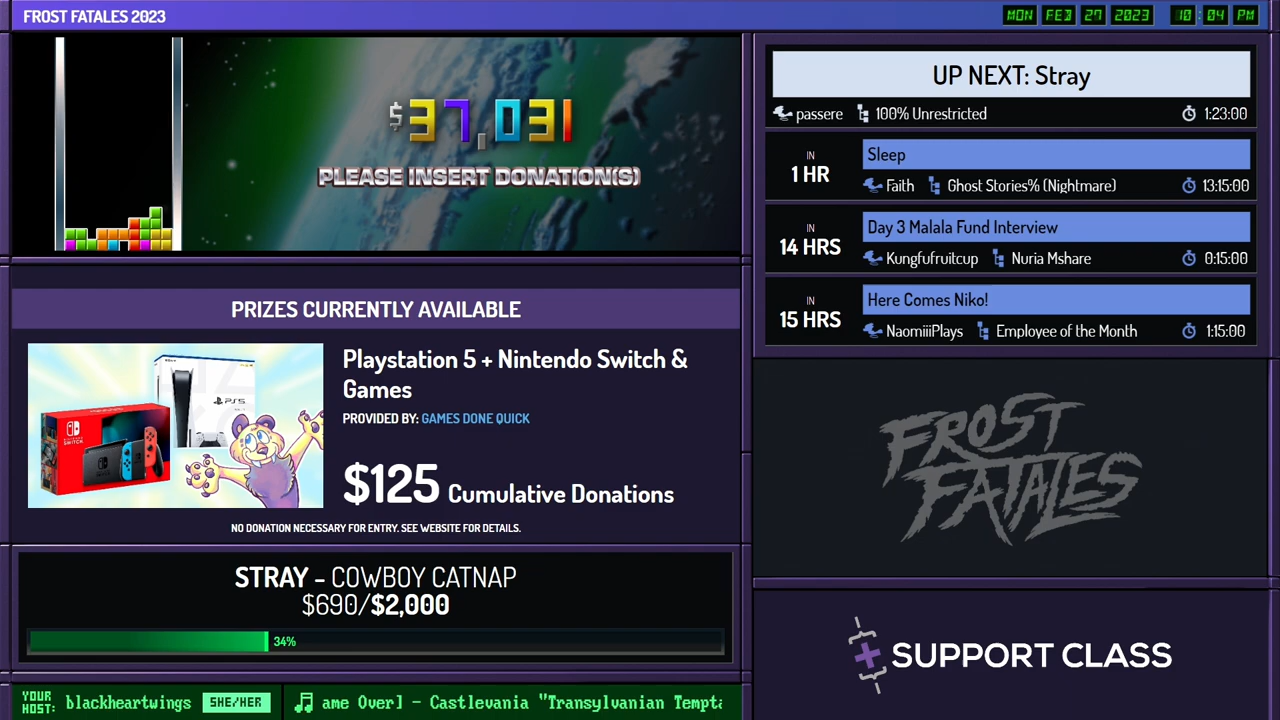 FROST FATALES 2023
MON FEB 27 2023 10:04 PM
$37,031
PLEASE INSERT DONATION(S)
UP NEXT: Stray
passere 100% Unrestricted 1:23:00
IN
1 HR
Sleep
Faith Ghost Stories% (Nightmare) 13:15:00
IN
14 HRS
Day 3 Malala Fund Interview
Kungfufruitcup Nuria Mshare 0:15:00
IN
15 HRS
Here Comes Niko!
NaomiiiPlays Employee of the Month 1:15:00
PRIZES CURRENTLY AVAILABLE
PS5
NINTENDO
SWITCH
Playstation 5 + Nintendo Switch &
Games
PROVIDED BY: GAMES DONE QUICK
$125 Cumulative Donations
NO DONATION NECESSARY FOR ENTRY. SEE WEBSITE FOR DETAILS.
FROST
FATALES
STRAY - COWBOY CATNAP
$690/$2,000
34%
SUPPORT CLASS
YOUR
HOST: blackheartwings SHE/HER
ame Over] - Castlevania "Transylvanian Tempta